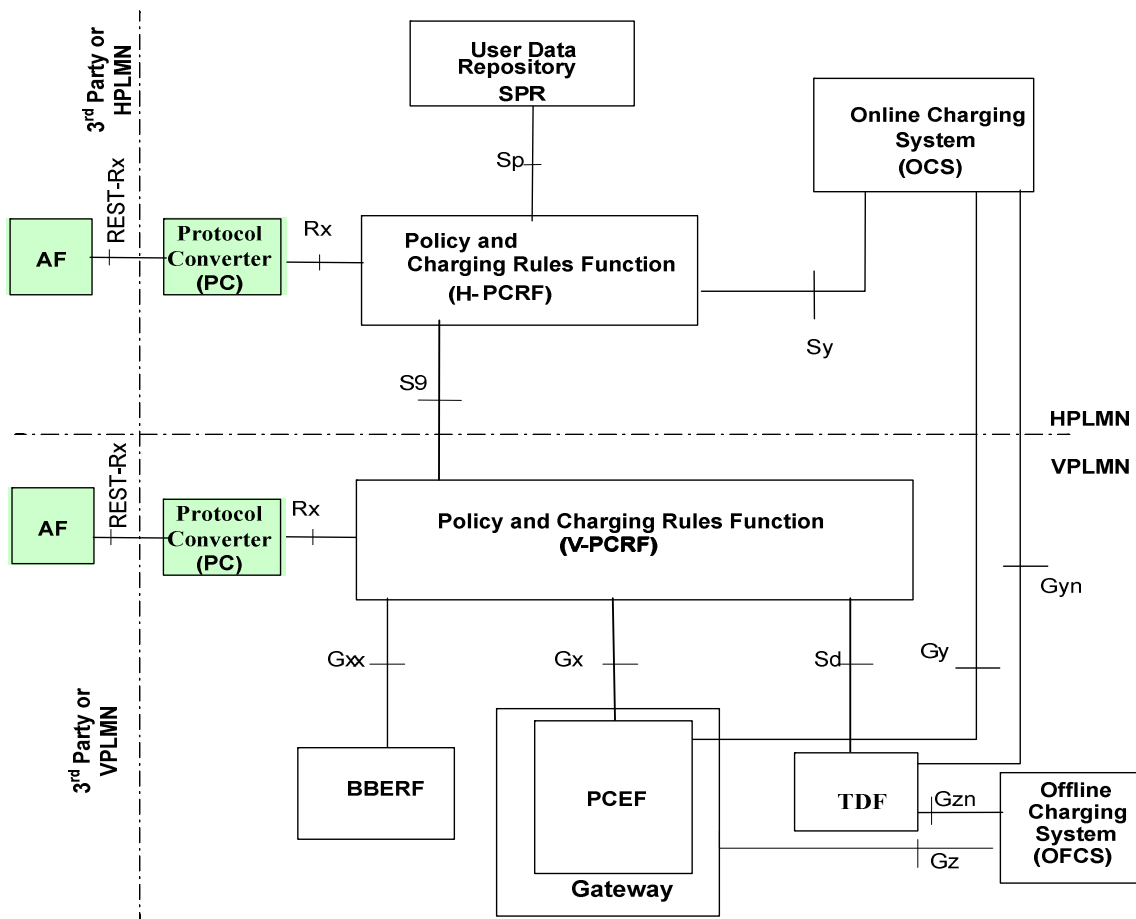 3rd Party or
HPLMN
User Data
Repository
SPR
Online Charging
System
(OCS)
Sp
REST-Rx
AF
Protocol
Converter
(PC)
Rx
Policy and
Charging Rules Function
(H- PCRF)
Sy
S9
HPLMN
VPLMN
REST-Rx
AF
Protocol
Converter
(PC)
Rx
Policy and Charging Rules Function
(V-PCRF)
Gyn
Gxx
Gx
Sd
Gy
3rd Party or
VPLMN
BBERF
PCEF
TDF
Gzn
Offline
Charging
System
(OFCS)
Gz
Gateway